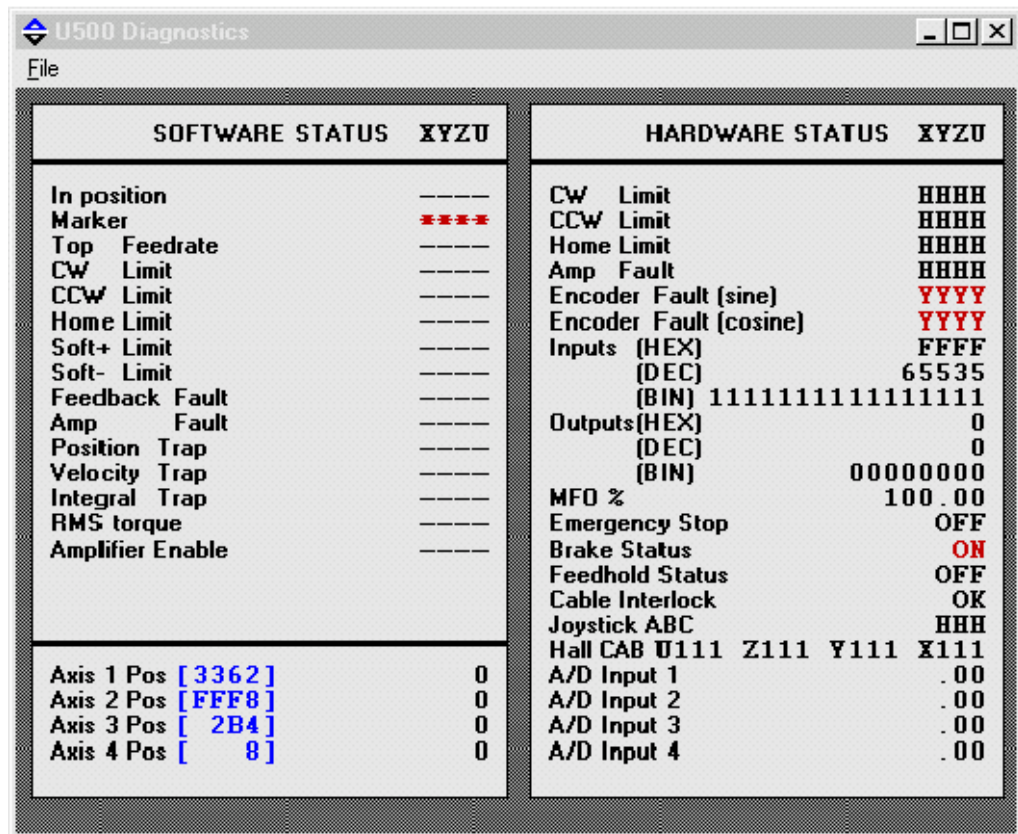 U500 Diagnostics
File
SOFTWARE STATUS XYZU
In position ----
Marker ****
Top Feedrate ----
CW Limit ----
CCW Limit ----
Home Limit ----
Soft+ Limit ----
Soft- Limit ----
Feedback Fault ----
Amp Fault ----
Position Trap ----
Velocity Trap ----
Integral Trap ----
RMS torque ----
Amplifier Enable ----
Axis 1 Pos [3362] 0
Axis 2 Pos [FFF8] 0
Axis 3 Pos [ 2B4] 0
Axis 4 Pos [ 8] 0
HARDWARE STATUS XYZU
CW Limit HHHH
CCW Limit HHHH
Home Limit HHHH
Amp Fault HHHH
Encoder Fault (sine) YYYY
Encoder Fault (cosine) YYYY
Inputs (HEX) FFFF
(DEC) 65535
(BIN) 1111111111111111
Outputs(HEX) 0
(DEC) 0
(BIN) 00000000
MFO % 100.00
Emergency Stop OFF
Brake Status ON
Feedhold Status OFF
Cable Interlock OK
Joystick ABC HHH
Hall CAB U111 Z111 Y111 X111
A/D Input 1 .00
A/D Input 2 .00
A/D Input 3 .00
A/D Input 4 .00